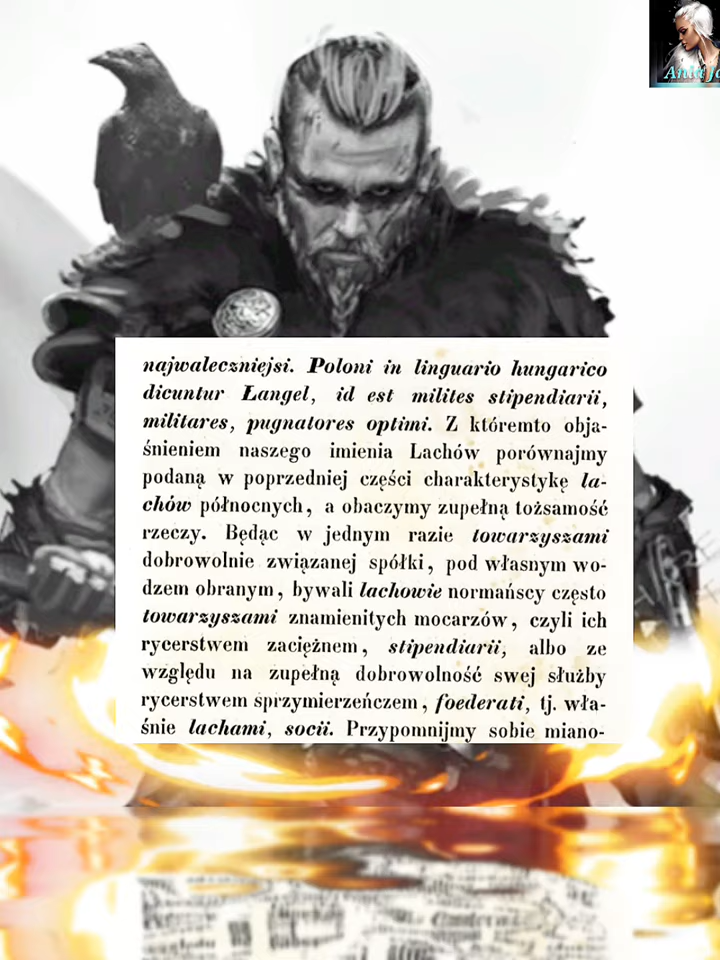 najwaleczniejsi. Poloni in linguario hungarico
dicuntur Łangel, id est milites stipendiarii,
militares, pugnatores optimi. Z któremto obja-
śnieniem naszego imienia Lachów porównajmy
podaną w poprzedniej części charakterystykę la-
chów północnych, a obaczymy zupełną tożsamość
rzeczy. Będąc w jednym razie towarzyszami
dobrowolnie związanej spółki, pod własnym wo-
dzem obranym, bywali lachowie normańscy często
towarzyszami znamienitych mocarzów, czyli ich
rycerstwem zaciężnem, stipendiarii, albo ze
względu na zupełną dobrowolność swej służby
rycerstwem sprzymierzeńczem, foederati, tj. wła-
śnie lachami, socii. Przypomnijmy sobie miano-